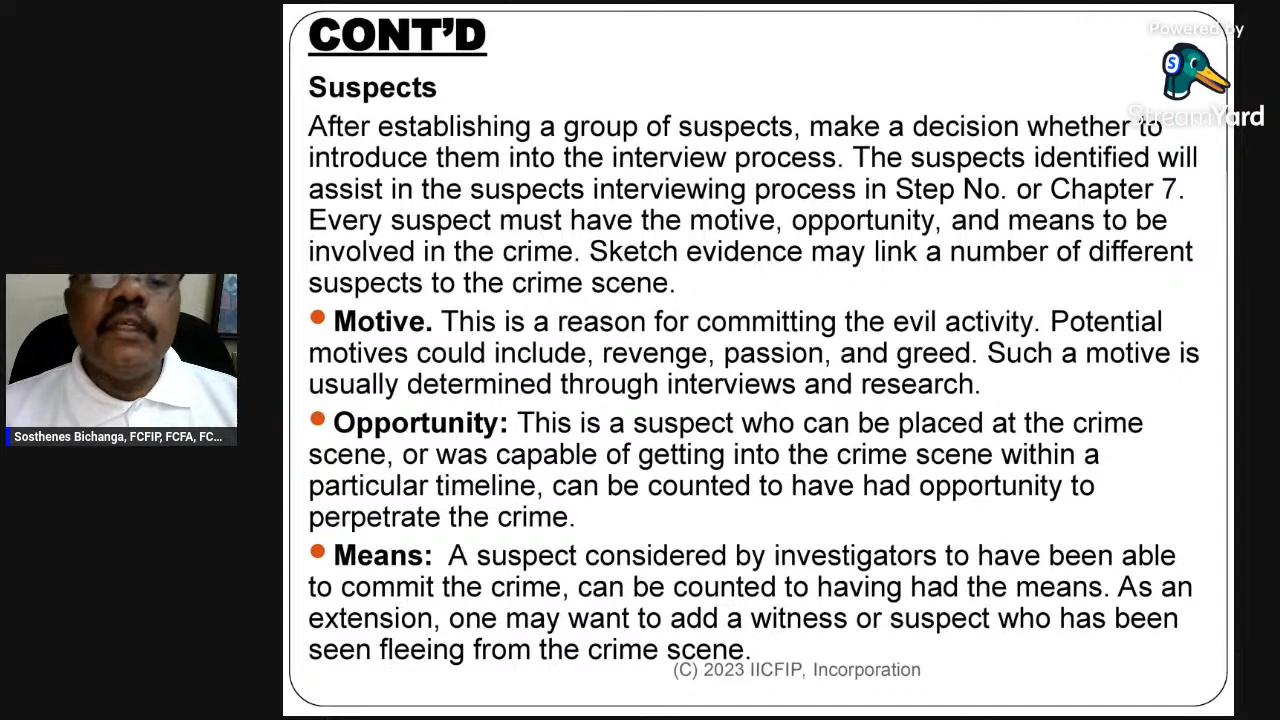 CONT'D
Powered by
S
StreamYard
Suspects
After establishing a group of suspects, make a decision whether to
introduce them into the interview process. The suspects identified will
assist in the suspects interviewing process in Step No. or Chapter 7.
Every suspect must have the motive, opportunity, and means to be
involved in the crime. Sketch evidence may link a number of different
suspects to the crime scene.
• Motive. This is a reason for committing the evil activity. Potential
motives could include, revenge, passion, and greed. Such a motive is
usually determined through interviews and research.
• Opportunity: This is a suspect who can be placed at the crime
scene, or was capable of getting into the crime scene within a
particular timeline, can be counted to have had opportunity to
perpetrate the crime.
• Means: A suspect considered by investigators to have been able
to commit the crime, can be counted to having had the means. As an
extension, one may want to add a witness or suspect who has been
seen fleeing from the crime scene.
(C) 2023 IICFIP, Incorporation
Sosthenes Bichanga, FCFIP, FCFA, FC...